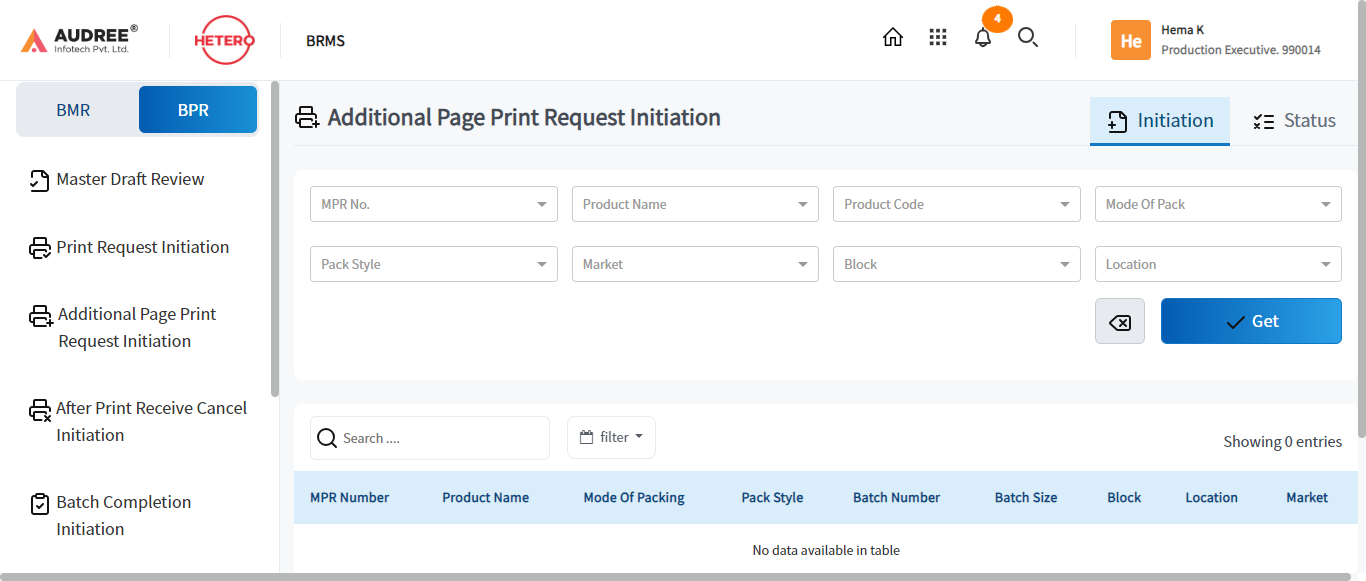 AUDREE®
Infotech Pvt. Ltd.
HETERO
BRMS
4
He
Hema K
Production Executive. 990014
BMR
BPR
Master Draft Review
Print Request Initiation
Additional Page Print
Request Initiation
After Print Receive Cancel
Initiation
Batch Completion
Initiation
Additional Page Print Request Initiation
Initiation
Status
MPR No.
Product Name
Product Code
Mode Of Pack
Pack Style
Market
Block
Location
Get
Search ....
filter
Showing 0 entries
MPR Number
Product Name
Mode Of Packing
Pack Style
Batch Number
Batch Size
Block
Location
Market
No data available in table